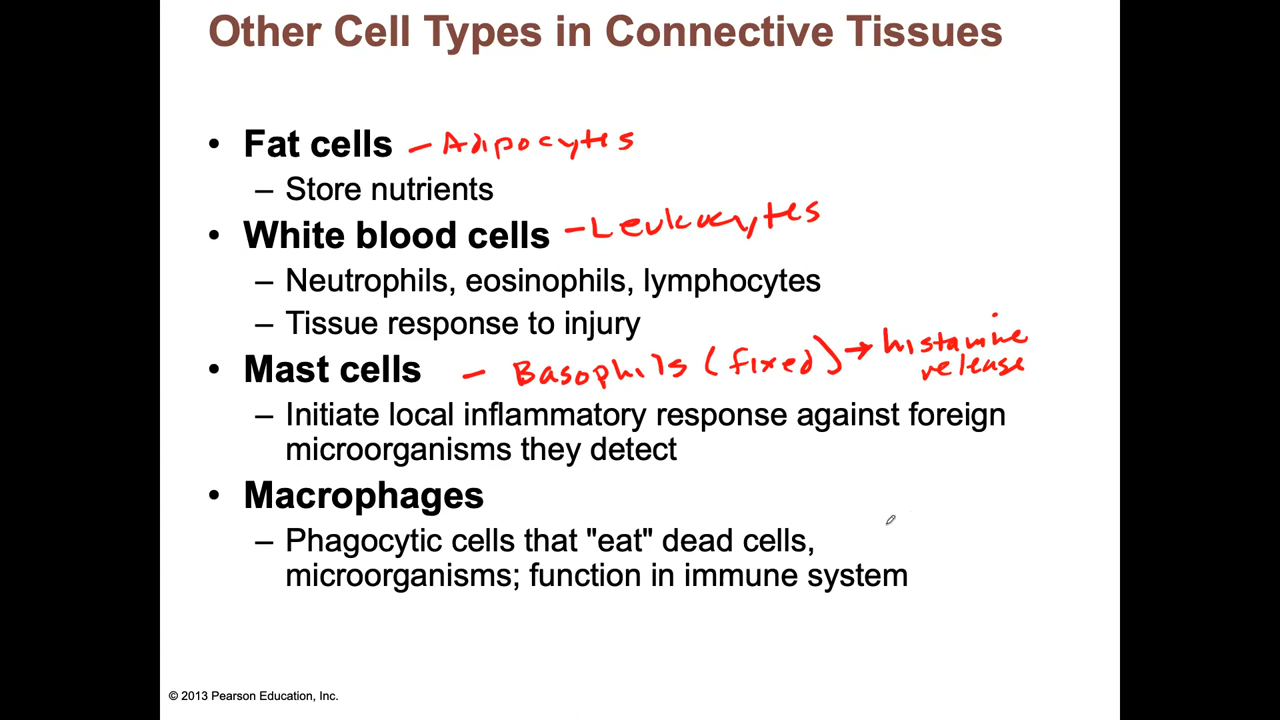 Other Cell Types in Connective Tissues
• Fat cells – Adipocytes
– Store nutrients
• White blood cells – Leukocytes
– Neutrophils, eosinophils, lymphocytes
– Tissue response to injury
• Mast cells – Basophils (fixed) → histamine release
– Initiate local inflammatory response against foreign
microorganisms they detect
• Macrophages
– Phagocytic cells that "eat" dead cells,
microorganisms; function in immune system
© 2013 Pearson Education, Inc.